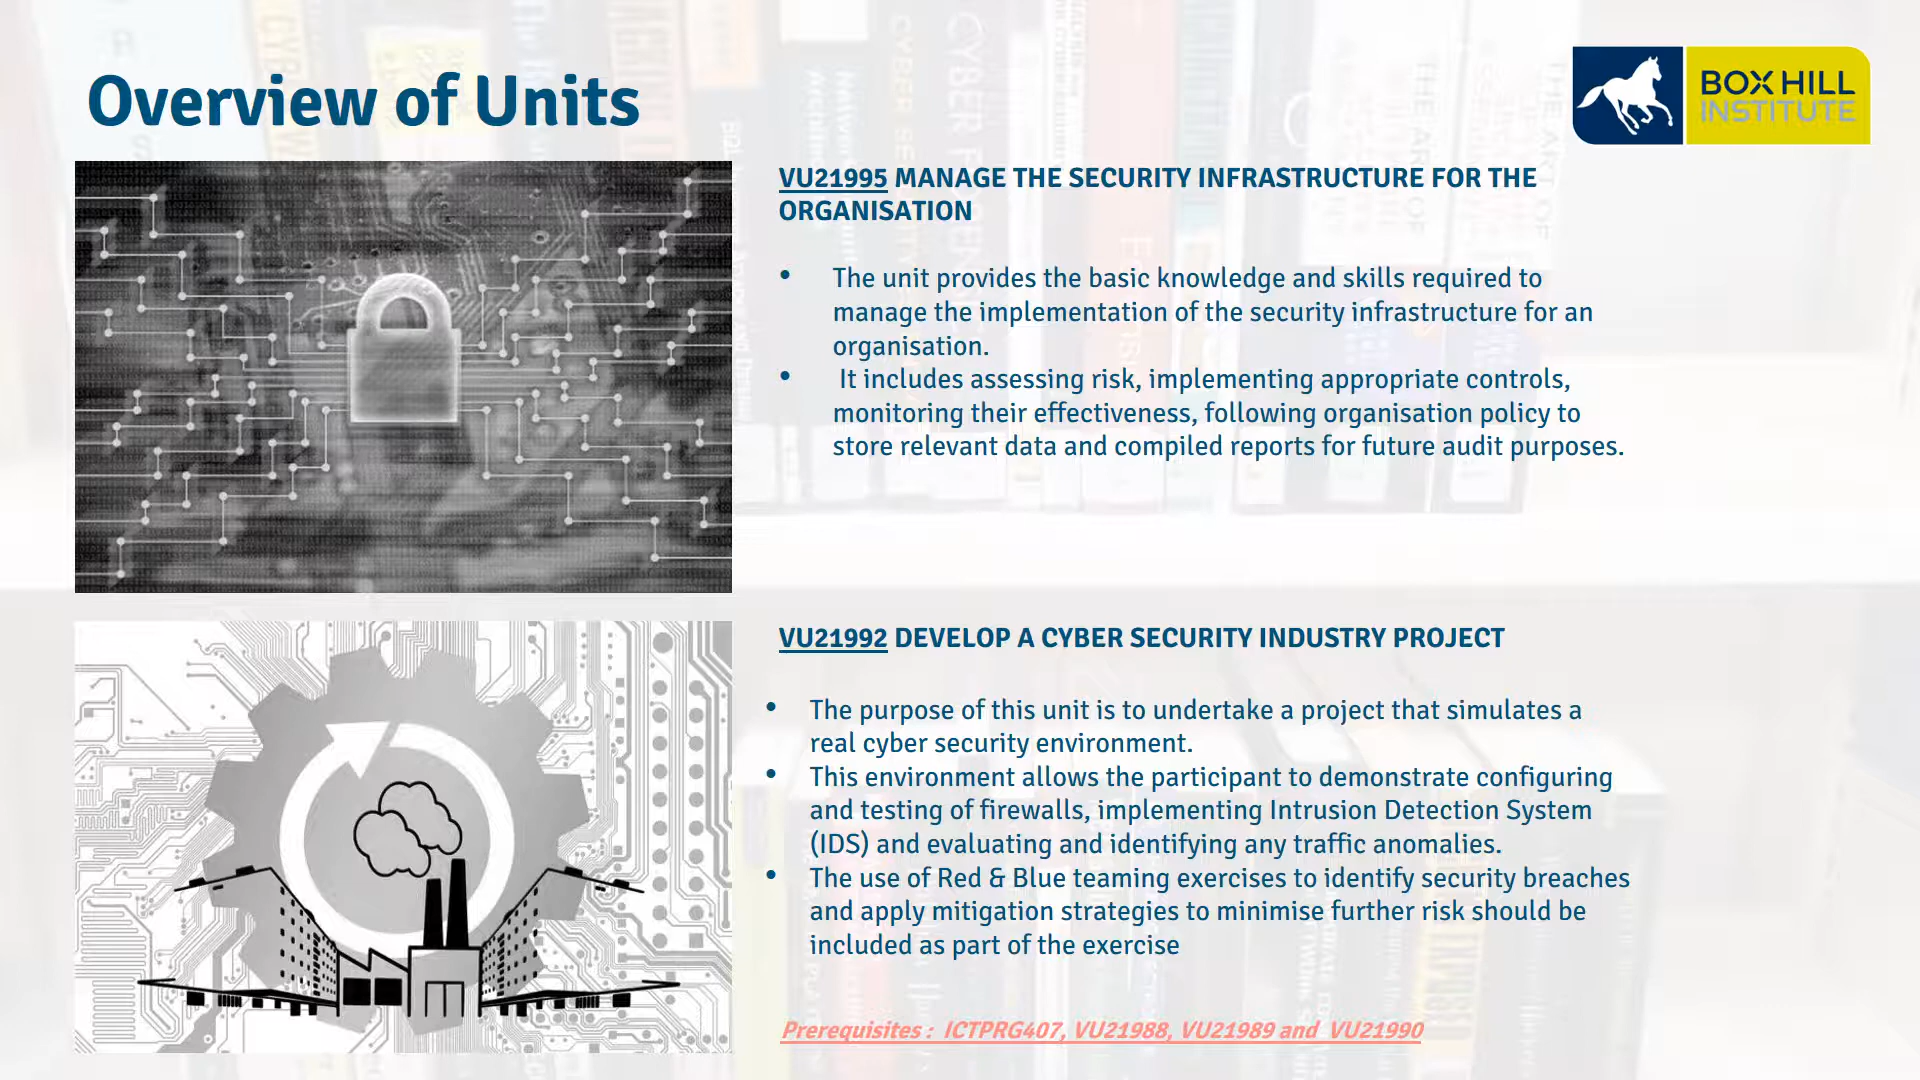 Overview of Units
BOX HILL
INSTITUTE
VU21995 MANAGE THE SECURITY INFRASTRUCTURE FOR THE
ORGANISATION
• The unit provides the basic knowledge and skills required to
manage the implementation of the security infrastructure for an
organisation.
• It includes assessing risk, implementing appropriate controls,
monitoring their effectiveness, following organisation policy to
store relevant data and compiled reports for future audit purposes.
VU21992 DEVELOP A CYBER SECURITY INDUSTRY PROJECT
• The purpose of this unit is to undertake a project that simulates a
real cyber security environment.
• This environment allows the participant to demonstrate configuring
and testing of firewalls, implementing Intrusion Detection System
(IDS) and evaluating and identifying any traffic anomalies.
• The use of Red & Blue teaming exercises to identify security breaches
and apply mitigation strategies to minimise further risk should be
included as part of the exercise
Prerequisites : ICTPRG407, VU21988, VU21989 and VU21990